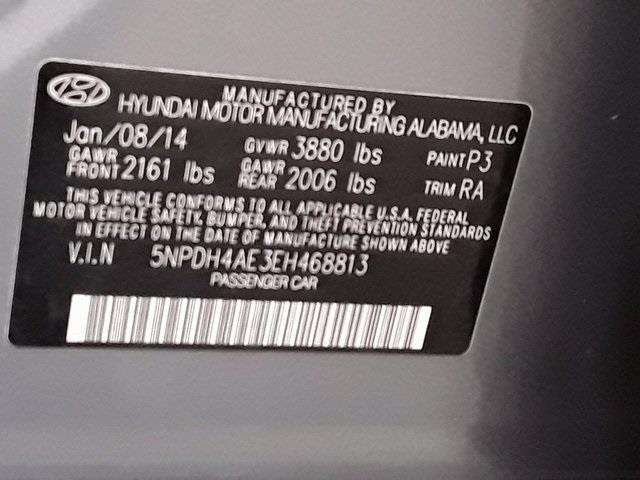 MANUFACTURED BY
HYUNDAI MOTOR MANUFACTURING ALABAMA, LLC
Jan/08/14 GVWR 3880 lbs PAINT P3
GAWR FRONT 2161 lbs GAWR REAR 2006 lbs TRIM RA
THIS VEHICLE CONFORMS TO ALL APPLICABLE U.S.A. FEDERAL
MOTOR VEHICLE SAFETY, BUMPER, AND THEFT PREVENTION STANDARDS
IN EFFECT ON THE DATE OF MANUFACTURE SHOWN ABOVE
V.I.N 5NPDH4AE3EH468813
PASSENGER CAR